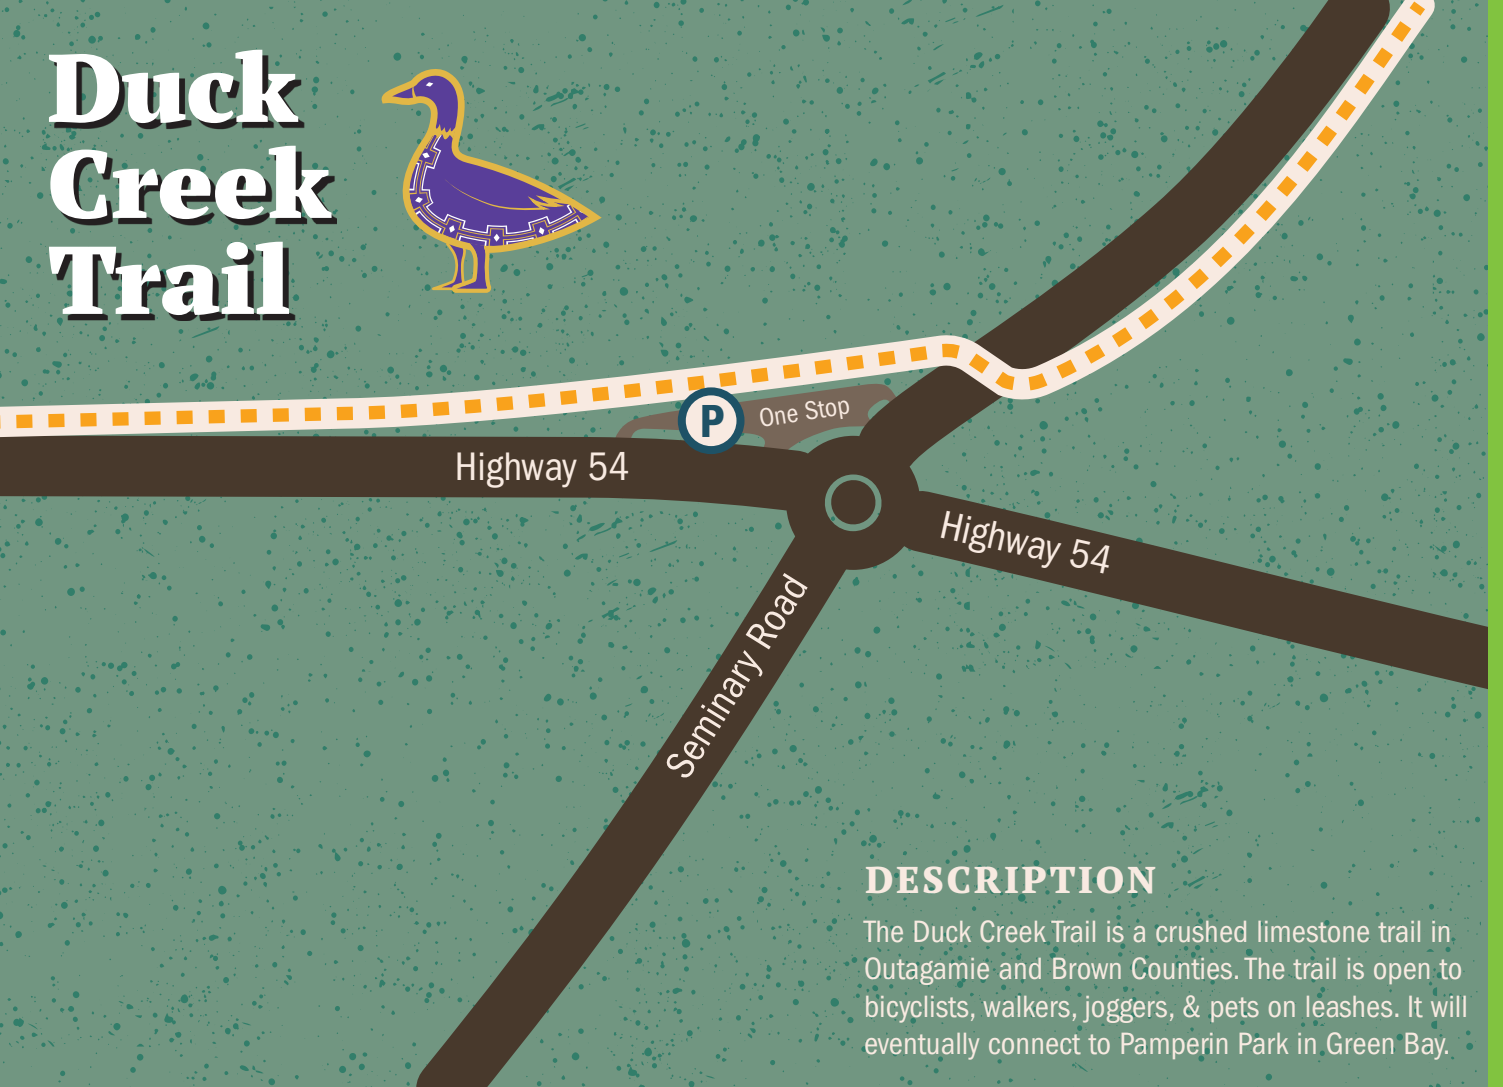 Duck
Creek
Trail
One Stop
P
Highway 54
Highway 54
Seminary Road
DESCRIPTION
The Duck Creek Trail is a crushed limestone trail in
Outagamie and Brown Counties. The trail is open to
bicyclists, walkers, joggers, & pets on leashes. It will
eventually connect to Pamperin Park in Green Bay.